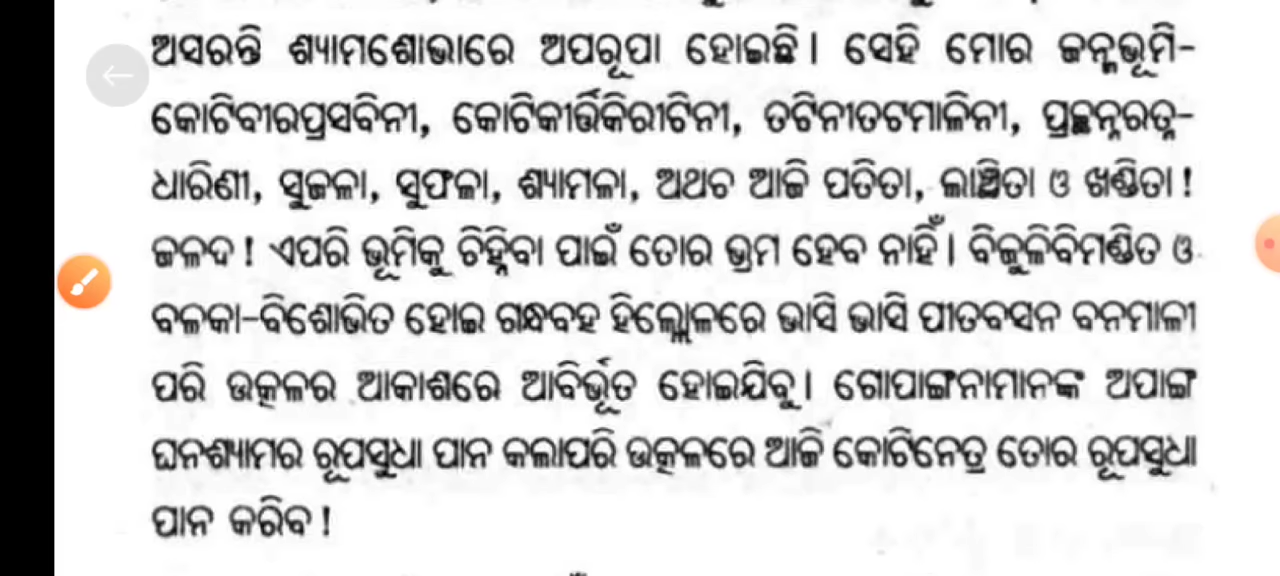 ଅସରନ୍ତି ଶ୍ୟାମଶୋଭାରେ ଅପରୂପା ହୋଇଛି। ସେହି ମୋର ଜନ୍ମଭୂମି-
କୋଟିବୀରପ୍ରସବିନୀ, କୋଟିକୀର୍ତ୍ତିକିରୀଟିନୀ, ତଟିନୀତଟମାଳିନୀ, ପ୍ରଚ୍ଛନ୍ନରତ୍ନ-
ଧାରିଣୀ, ସୁଜଳା, ସୁଫଳା, ଶ୍ୟାମଳା, ଅଥଚ ଆଜି ପତିତା, ଲାଞ୍ଛିତା ଓ ଖଣ୍ଡିତା!
ଜଳଦ! ଏପରି ଭୂମିକୁ ଚିହ୍ନିବା ପାଇଁ ତୋର ଭ୍ରମ ହେବ ନାହିଁ। ବିଜୁଳିବିମଣ୍ଡିତ ଓ
ବଳକା-ବିଶୋଭିତ ହୋଇ ଗନ୍ଧବହ ହିଲ୍ଲୋଳରେ ଭାସି ଭାସି ପୀତବସନ ବନମାଳୀ
ପରି ଉତ୍କଳର ଆକାଶରେ ଆବିର୍ଭୂତ ହୋଇଯିବୁ। ଗୋପାଙ୍ଗନାମାନଙ୍କ ଅପାଙ୍ଗ
ଘନଶ୍ୟାମର ରୂପସୁଧା ପାନ କଲାପରି ଉତ୍କଳରେ ଆଜି କୋଟିନେତ୍ର ତୋର ରୂପସୁଧା
ପାନ କରିବ!